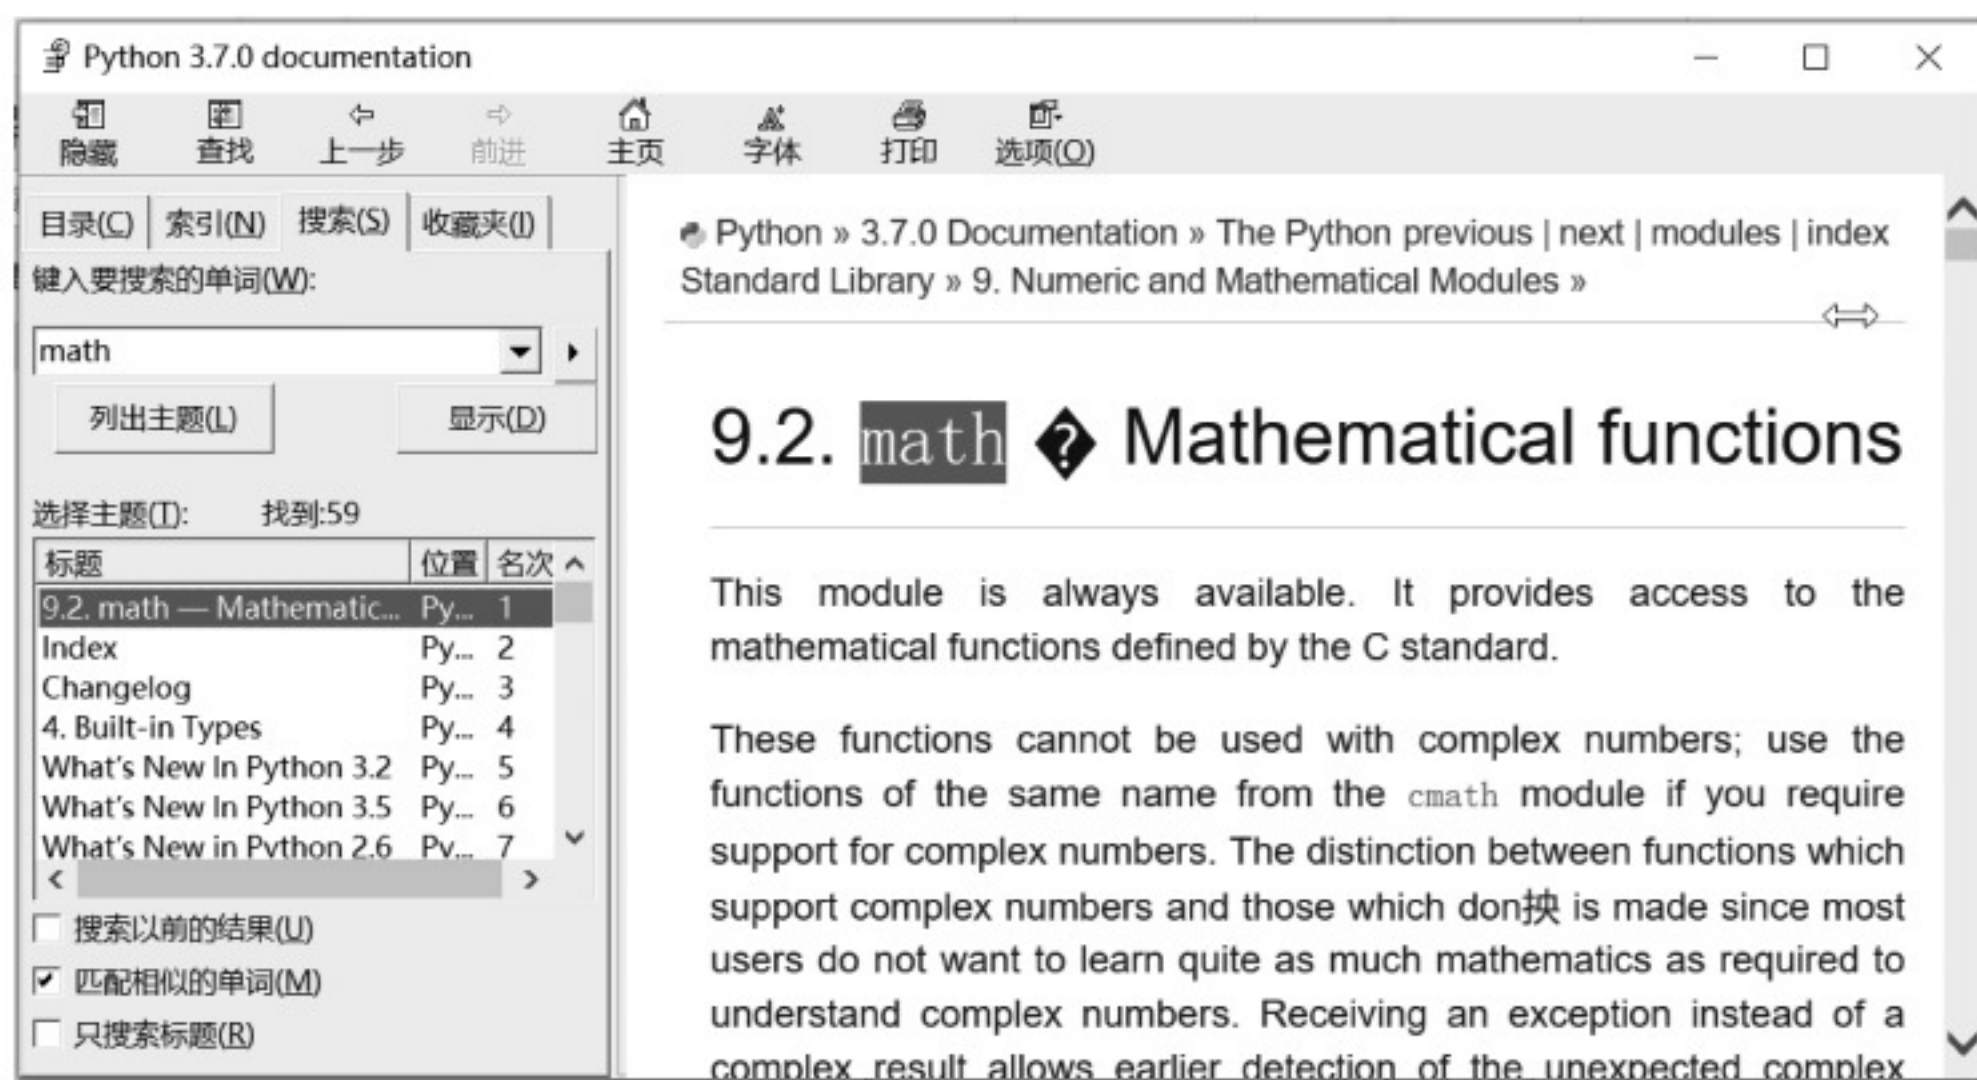 Python 3.7.0 documentation
隐藏 查找 上一步 前进 主页 字体 打印 选项(O)
目录(C) 索引(N) 搜索(S) 收藏夹(I)
键入要搜索的单词(W):
math
列出主题(L) 显示(D)
选择主题(T): 找到:59
标题 位置 名次
9.2. math — Mathematic... Py... 1
Index Py... 2
Changelog Py... 3
4. Built-in Types Py... 4
What's New In Python 3.2 Py... 5
What's New In Python 3.5 Py... 6
What's New in Python 2.6 Py... 7
搜索以前的结果(U)
匹配相似的单词(M)
只搜索标题(R)
Python » 3.7.0 Documentation » The Python previous | next | modules | index
Standard Library » 9. Numeric and Mathematical Modules »
9.2. math � Mathematical functions
This module is always available. It provides access to the
mathematical functions defined by the C standard.
These functions cannot be used with complex numbers; use the
functions of the same name from the cmath module if you require
support for complex numbers. The distinction between functions which
support complex numbers and those which don抰 is made since most
users do not want to learn quite as much mathematics as required to
understand complex numbers. Receiving an exception instead of a
complex result allows earlier detection of the unexpected complex